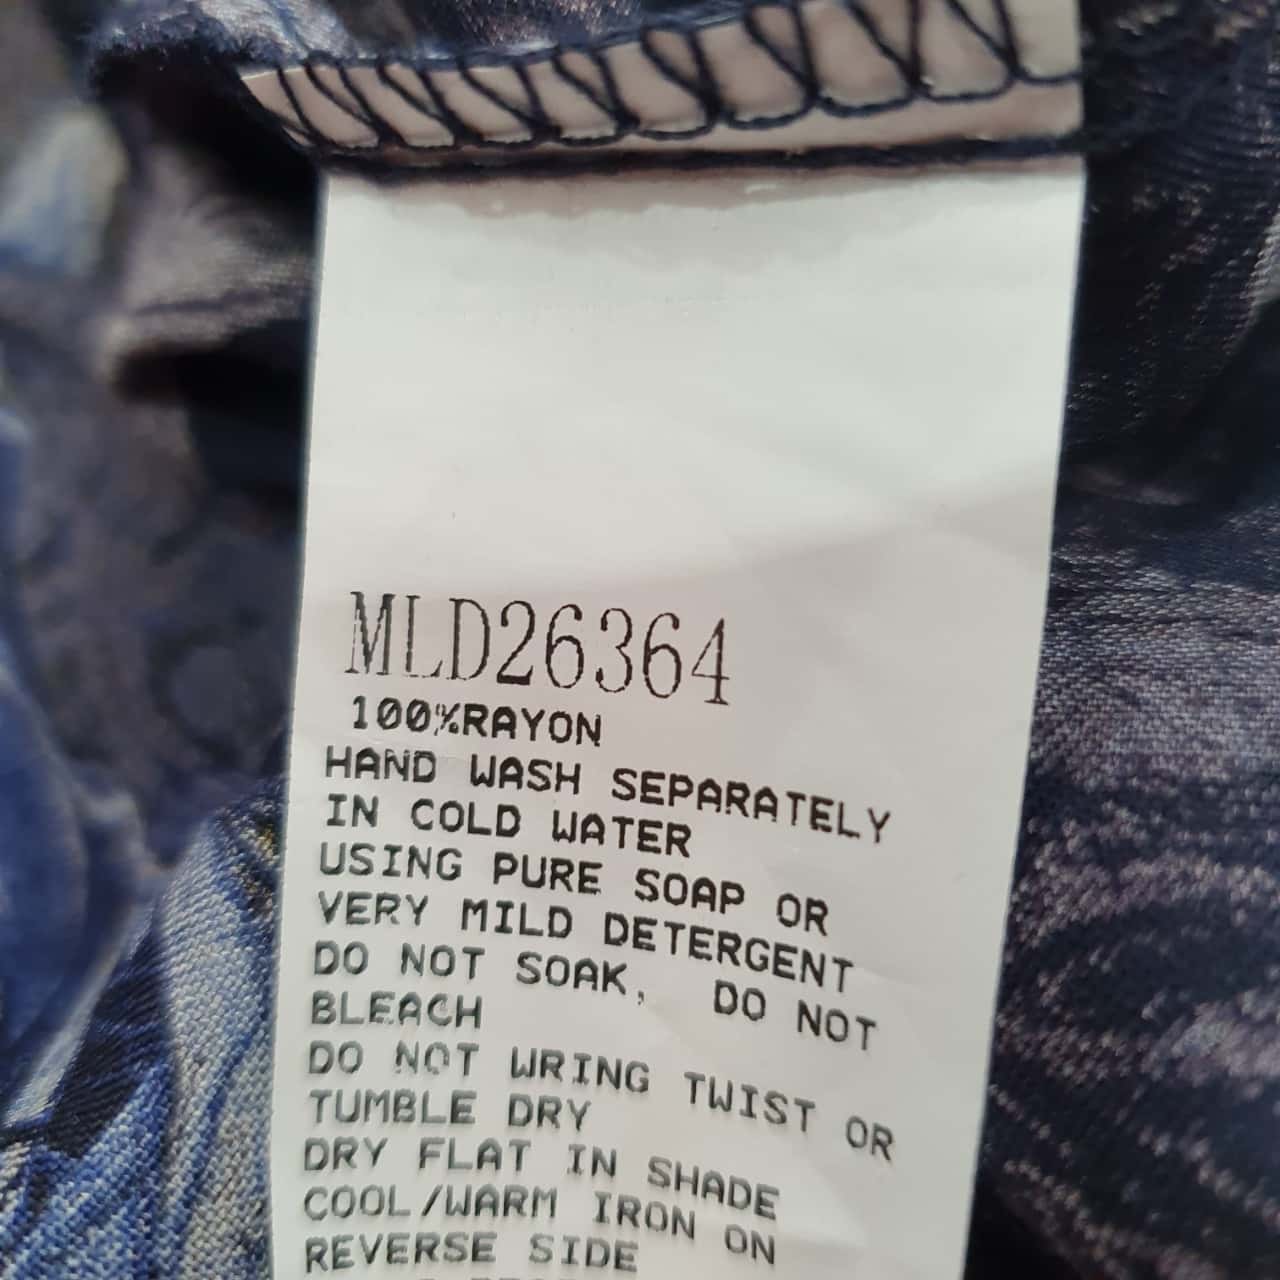 MLD26364
100%RAYON
HAND WASH SEPARATELY
IN COLD WATER
USING PURE SOAP OR
VERY MILD DETERGENT
DO NOT SOAK, DO NOT
BLEACH
DO NOT WRING TWIST OR
TUMBLE DRY
DRY FLAT IN SHADE
COOL/WARM IRON ON
REVERSE SIDE